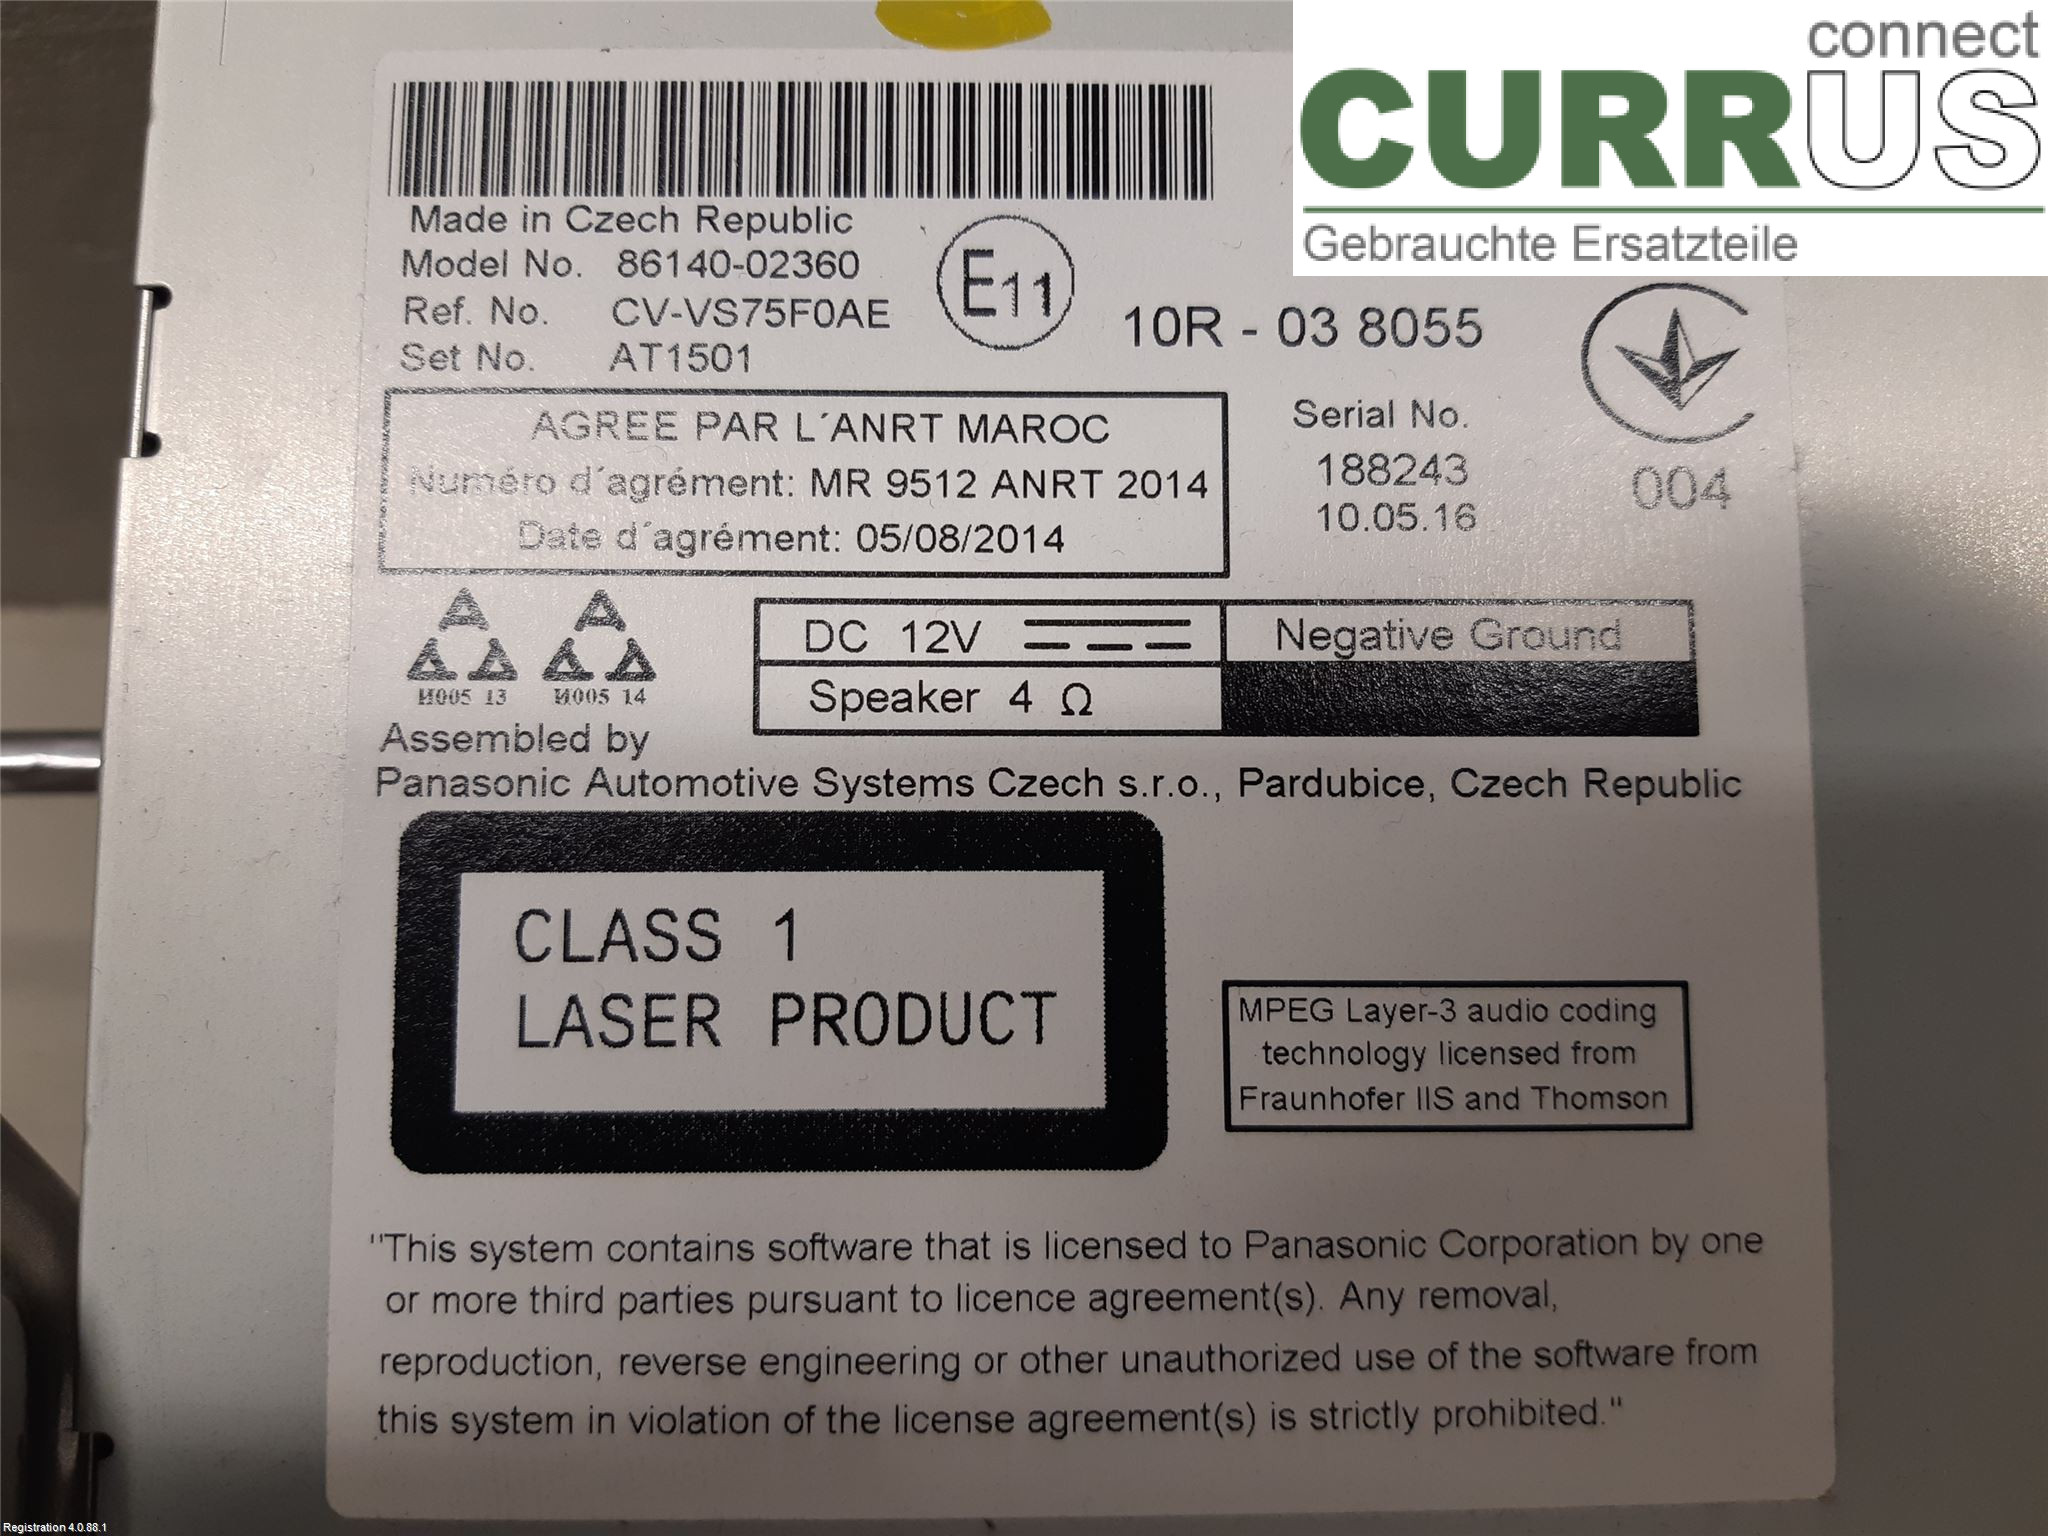 connect
CURRUS
Gebrauchte Ersatzteile
Made in Czech Republic
Model No. 86140-02360
Ref. No. CV-VS75F0AE
Set No. AT1501
E11
10R - 03 8055
AGREE PAR L´ANRT MAROC
Numéro d´agrément: MR 9512 ANRT 2014
Date d´agrément: 05/08/2014
Serial No.
188243
10.05.16
004
DC 12V
Negative Ground
Speaker 4 Ω
И005 13 И005 14
Assembled by
Panasonic Automotive Systems Czech s.r.o., Pardubice, Czech Republic
CLASS 1
LASER PRODUCT
MPEG Layer-3 audio coding
technology licensed from
Fraunhofer IIS and Thomson
"This system contains software that is licensed to Panasonic Corporation by one
or more third parties pursuant to licence agreement(s). Any removal,
reproduction, reverse engineering or other unauthorized use of the software from
this system in violation of the license agreement(s) is strictly prohibited."
Registration 4.0.88.1